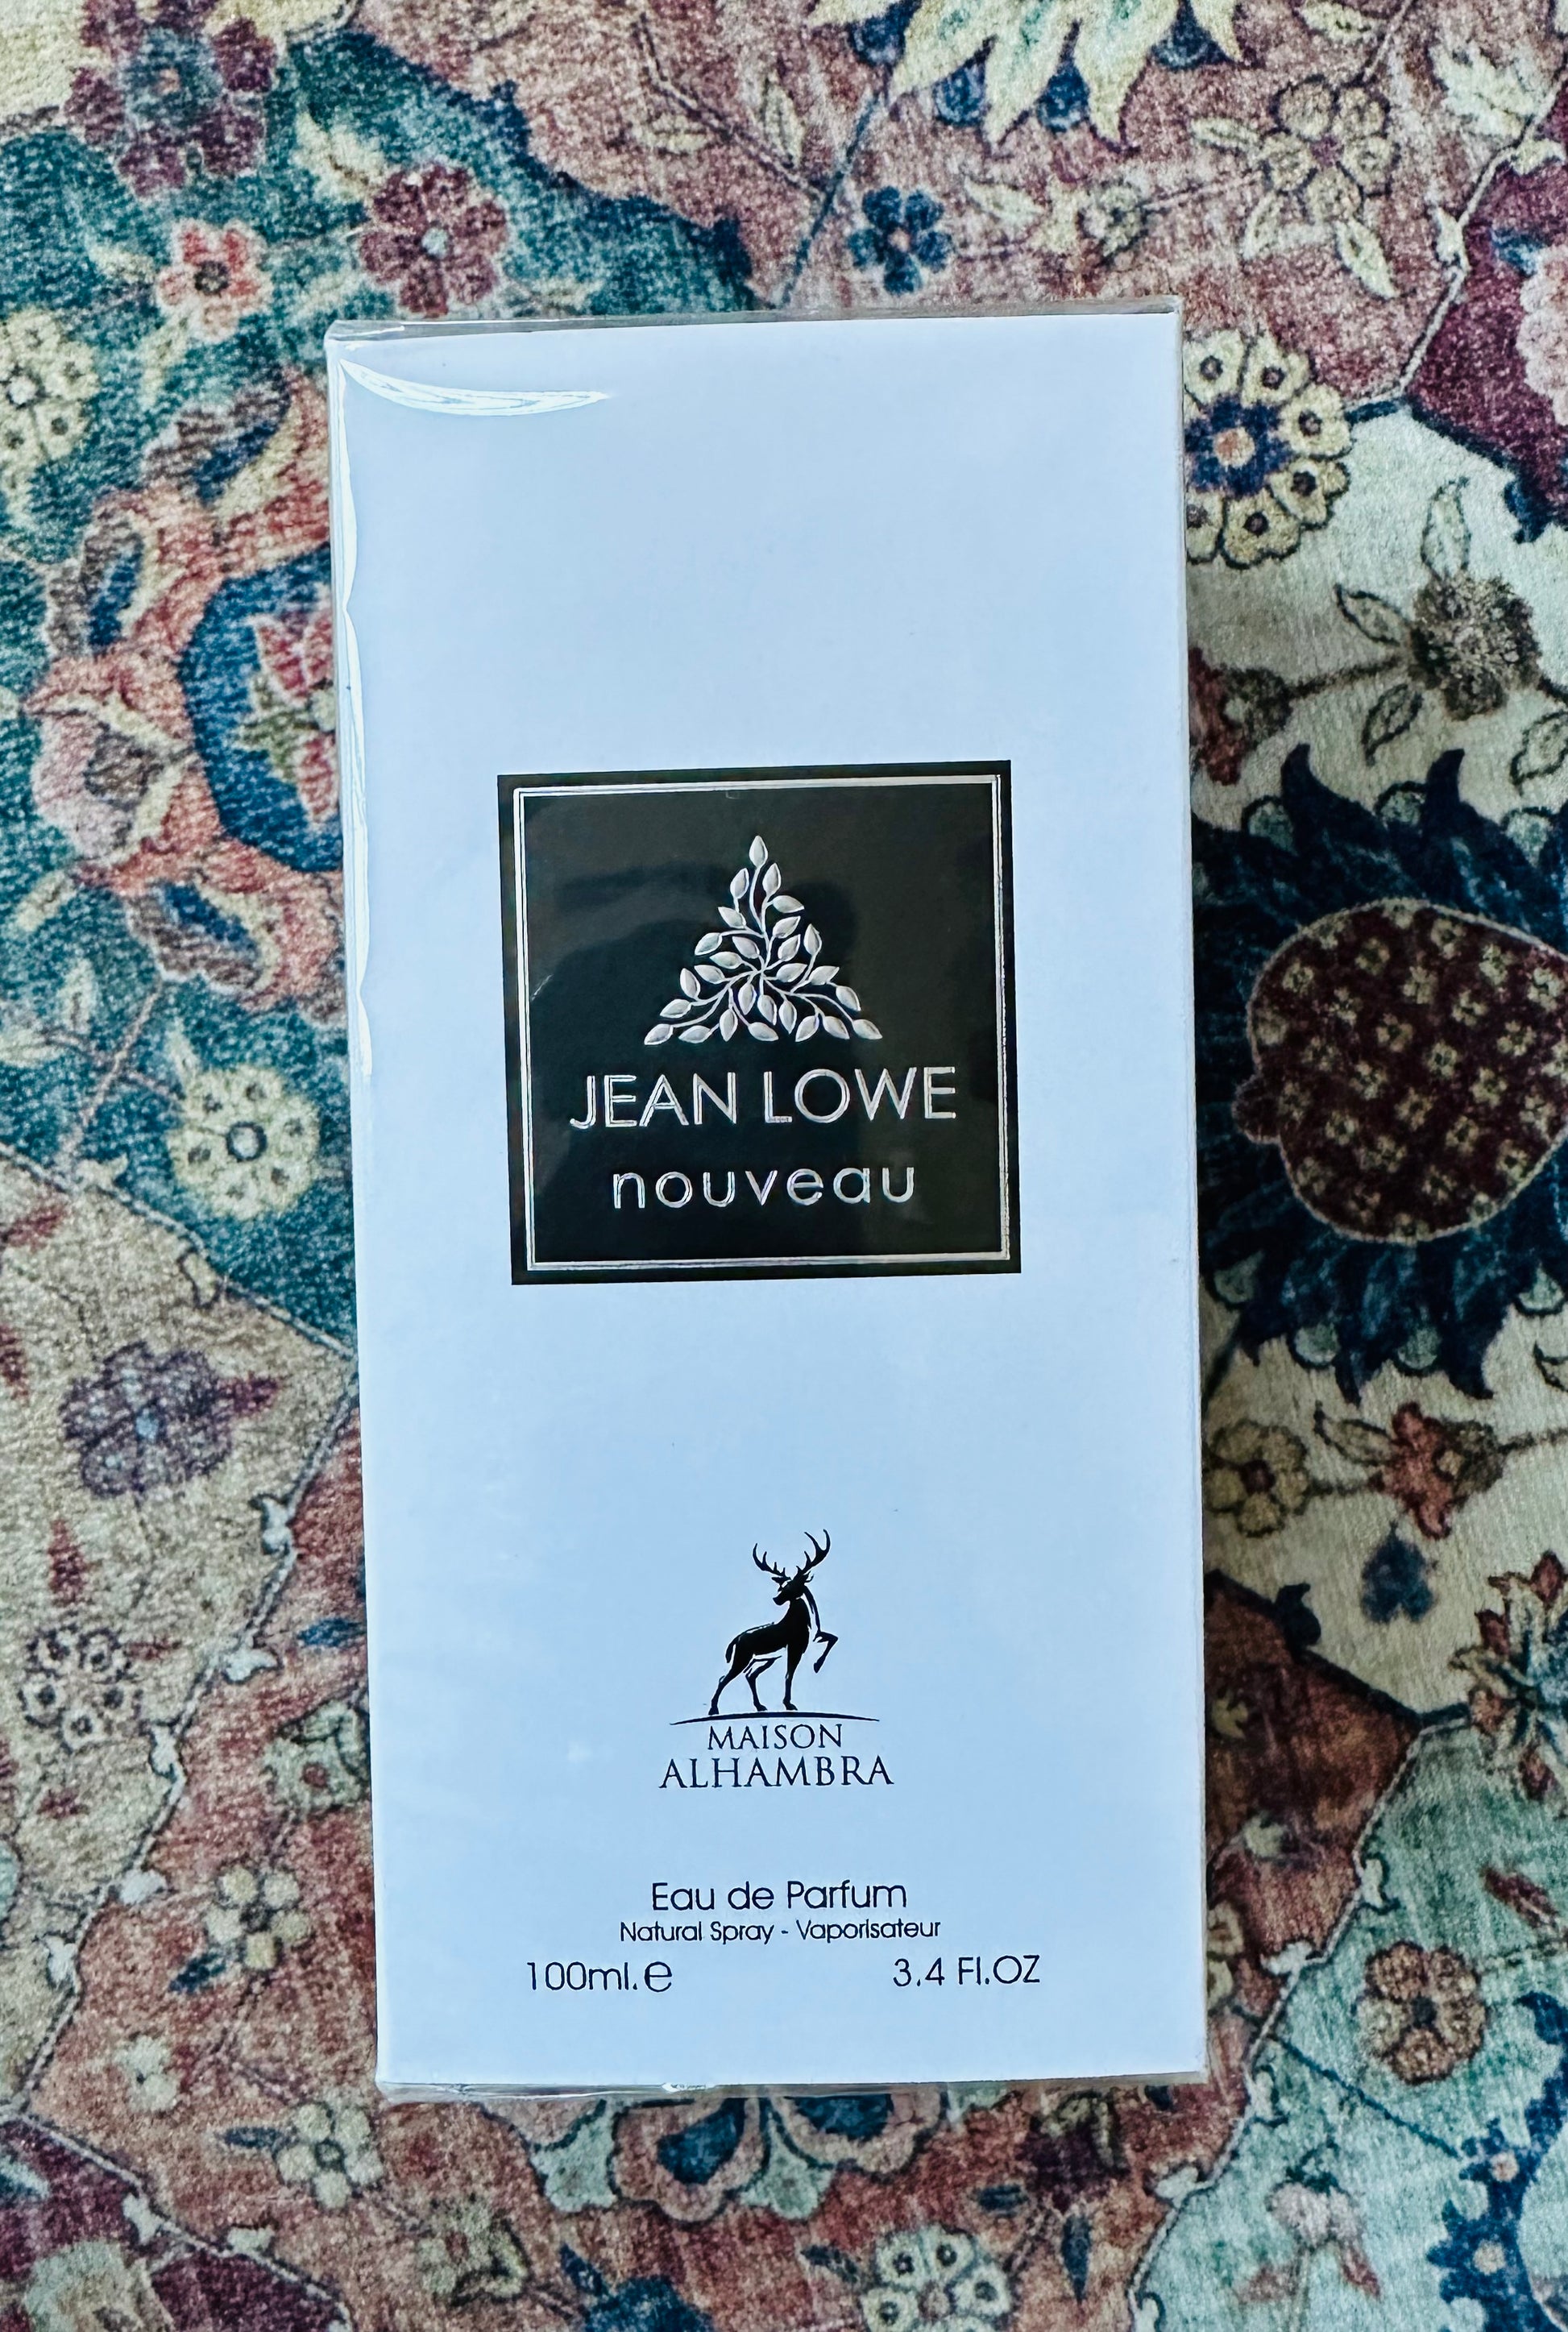 JEAN LOWE
nouveau
MAISON
ALHAMBRA
Eau de Parfum
Natural Spray - Vaporisateur
100ml.e 3.4 Fl.OZ